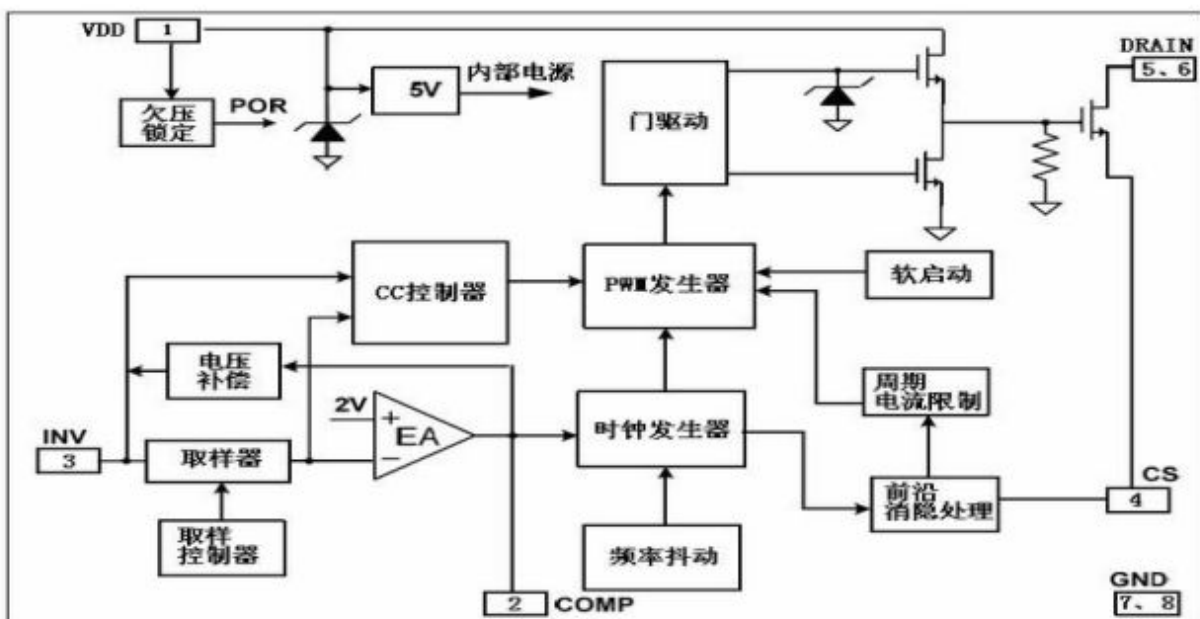 VDD
1
DRAIN
5、6
欠压
锁定
POR
5V
内部电源
门驱动
CC控制器
PWM发生器
软启动
电压
补偿
2V
+
EA
−
时钟发生器
周期
电流限制
INV
3
取样器
前沿
消隐处理
CS
4
取样
控制器
频率抖动
2
COMP
GND
7、8